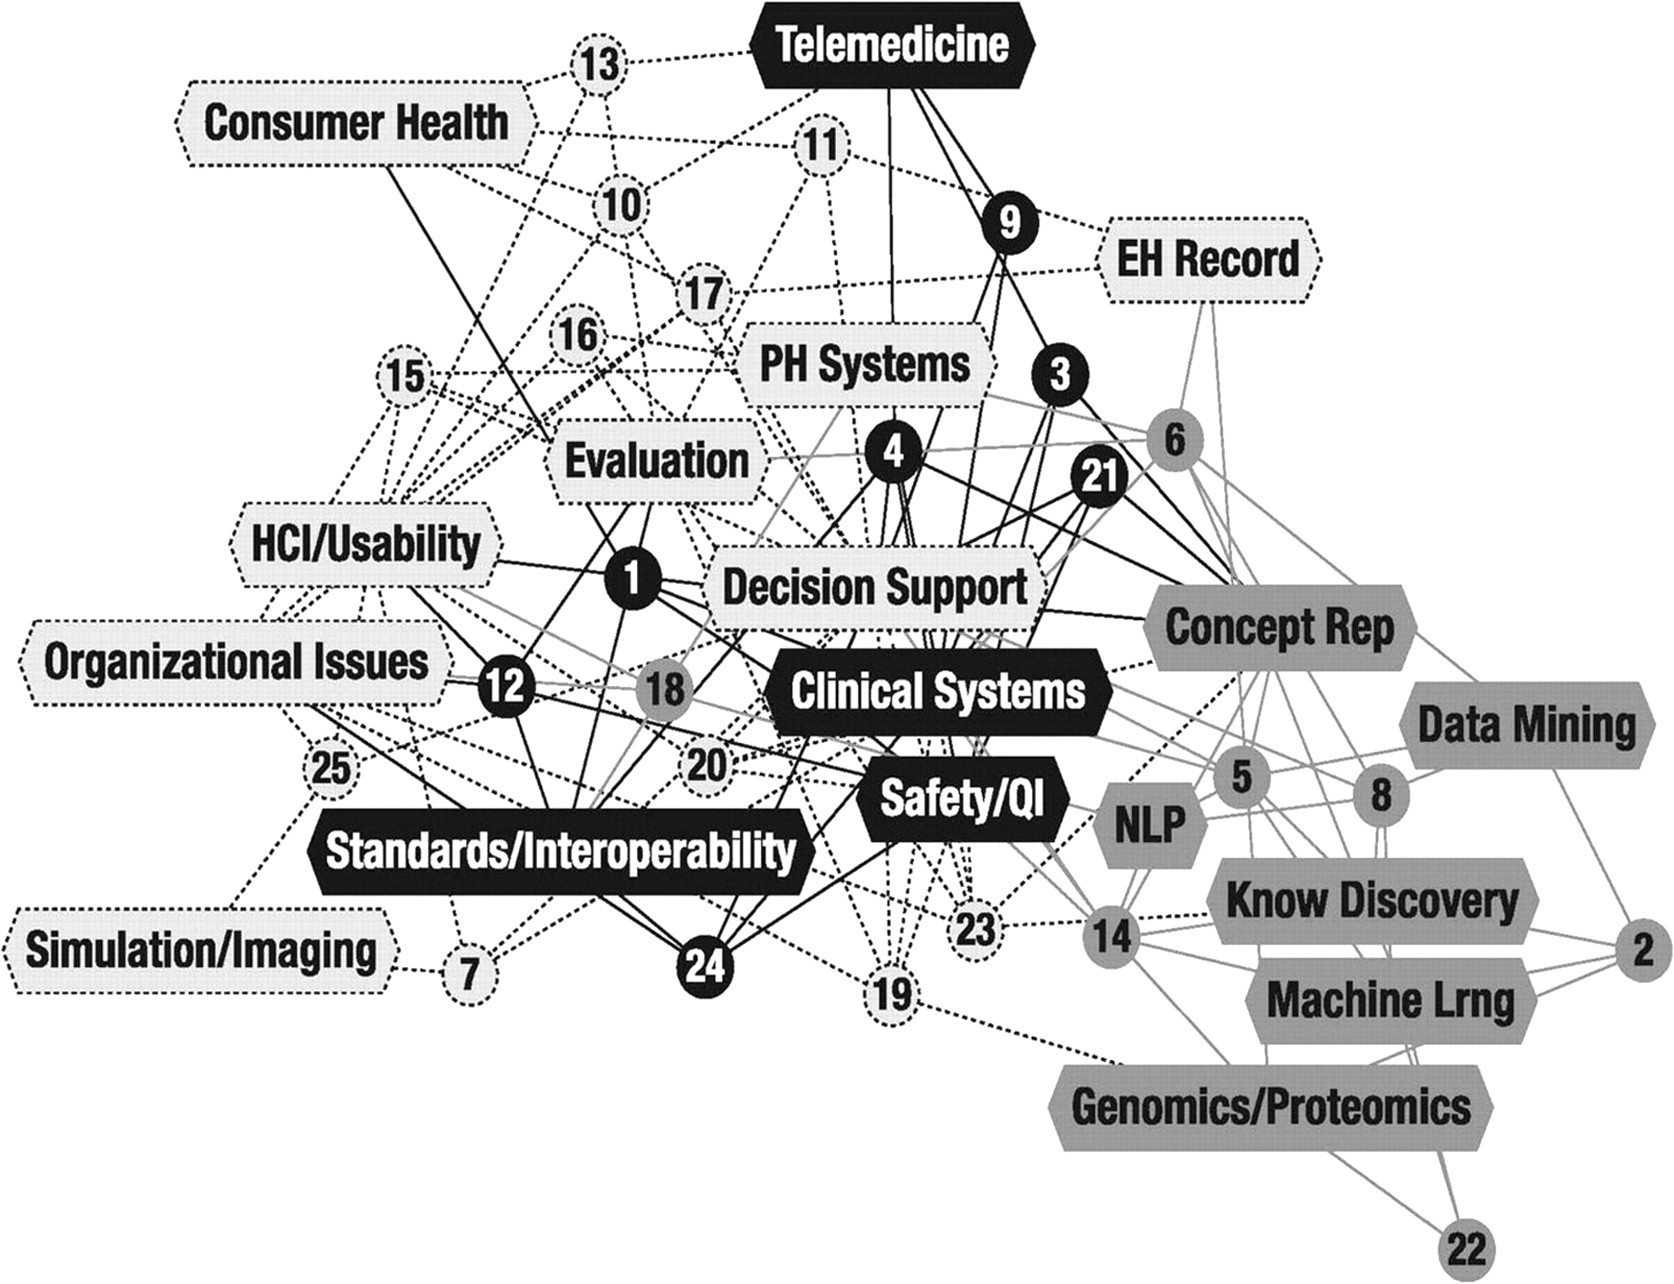 Telemedicine
13
Consumer Health
11
10
9
EH Record
17
16
PH Systems
15
3
6
4
Evaluation
21
HCI/Usability
1
Decision Support
Concept Rep
Organizational Issues
12
18
Clinical Systems
Data Mining
25
20
5
8
Safety/QI
NLP
Standards/Interoperability
Know Discovery
23
14
2
Simulation/Imaging
7
24
19
Machine Lrng
Genomics/Proteomics
22